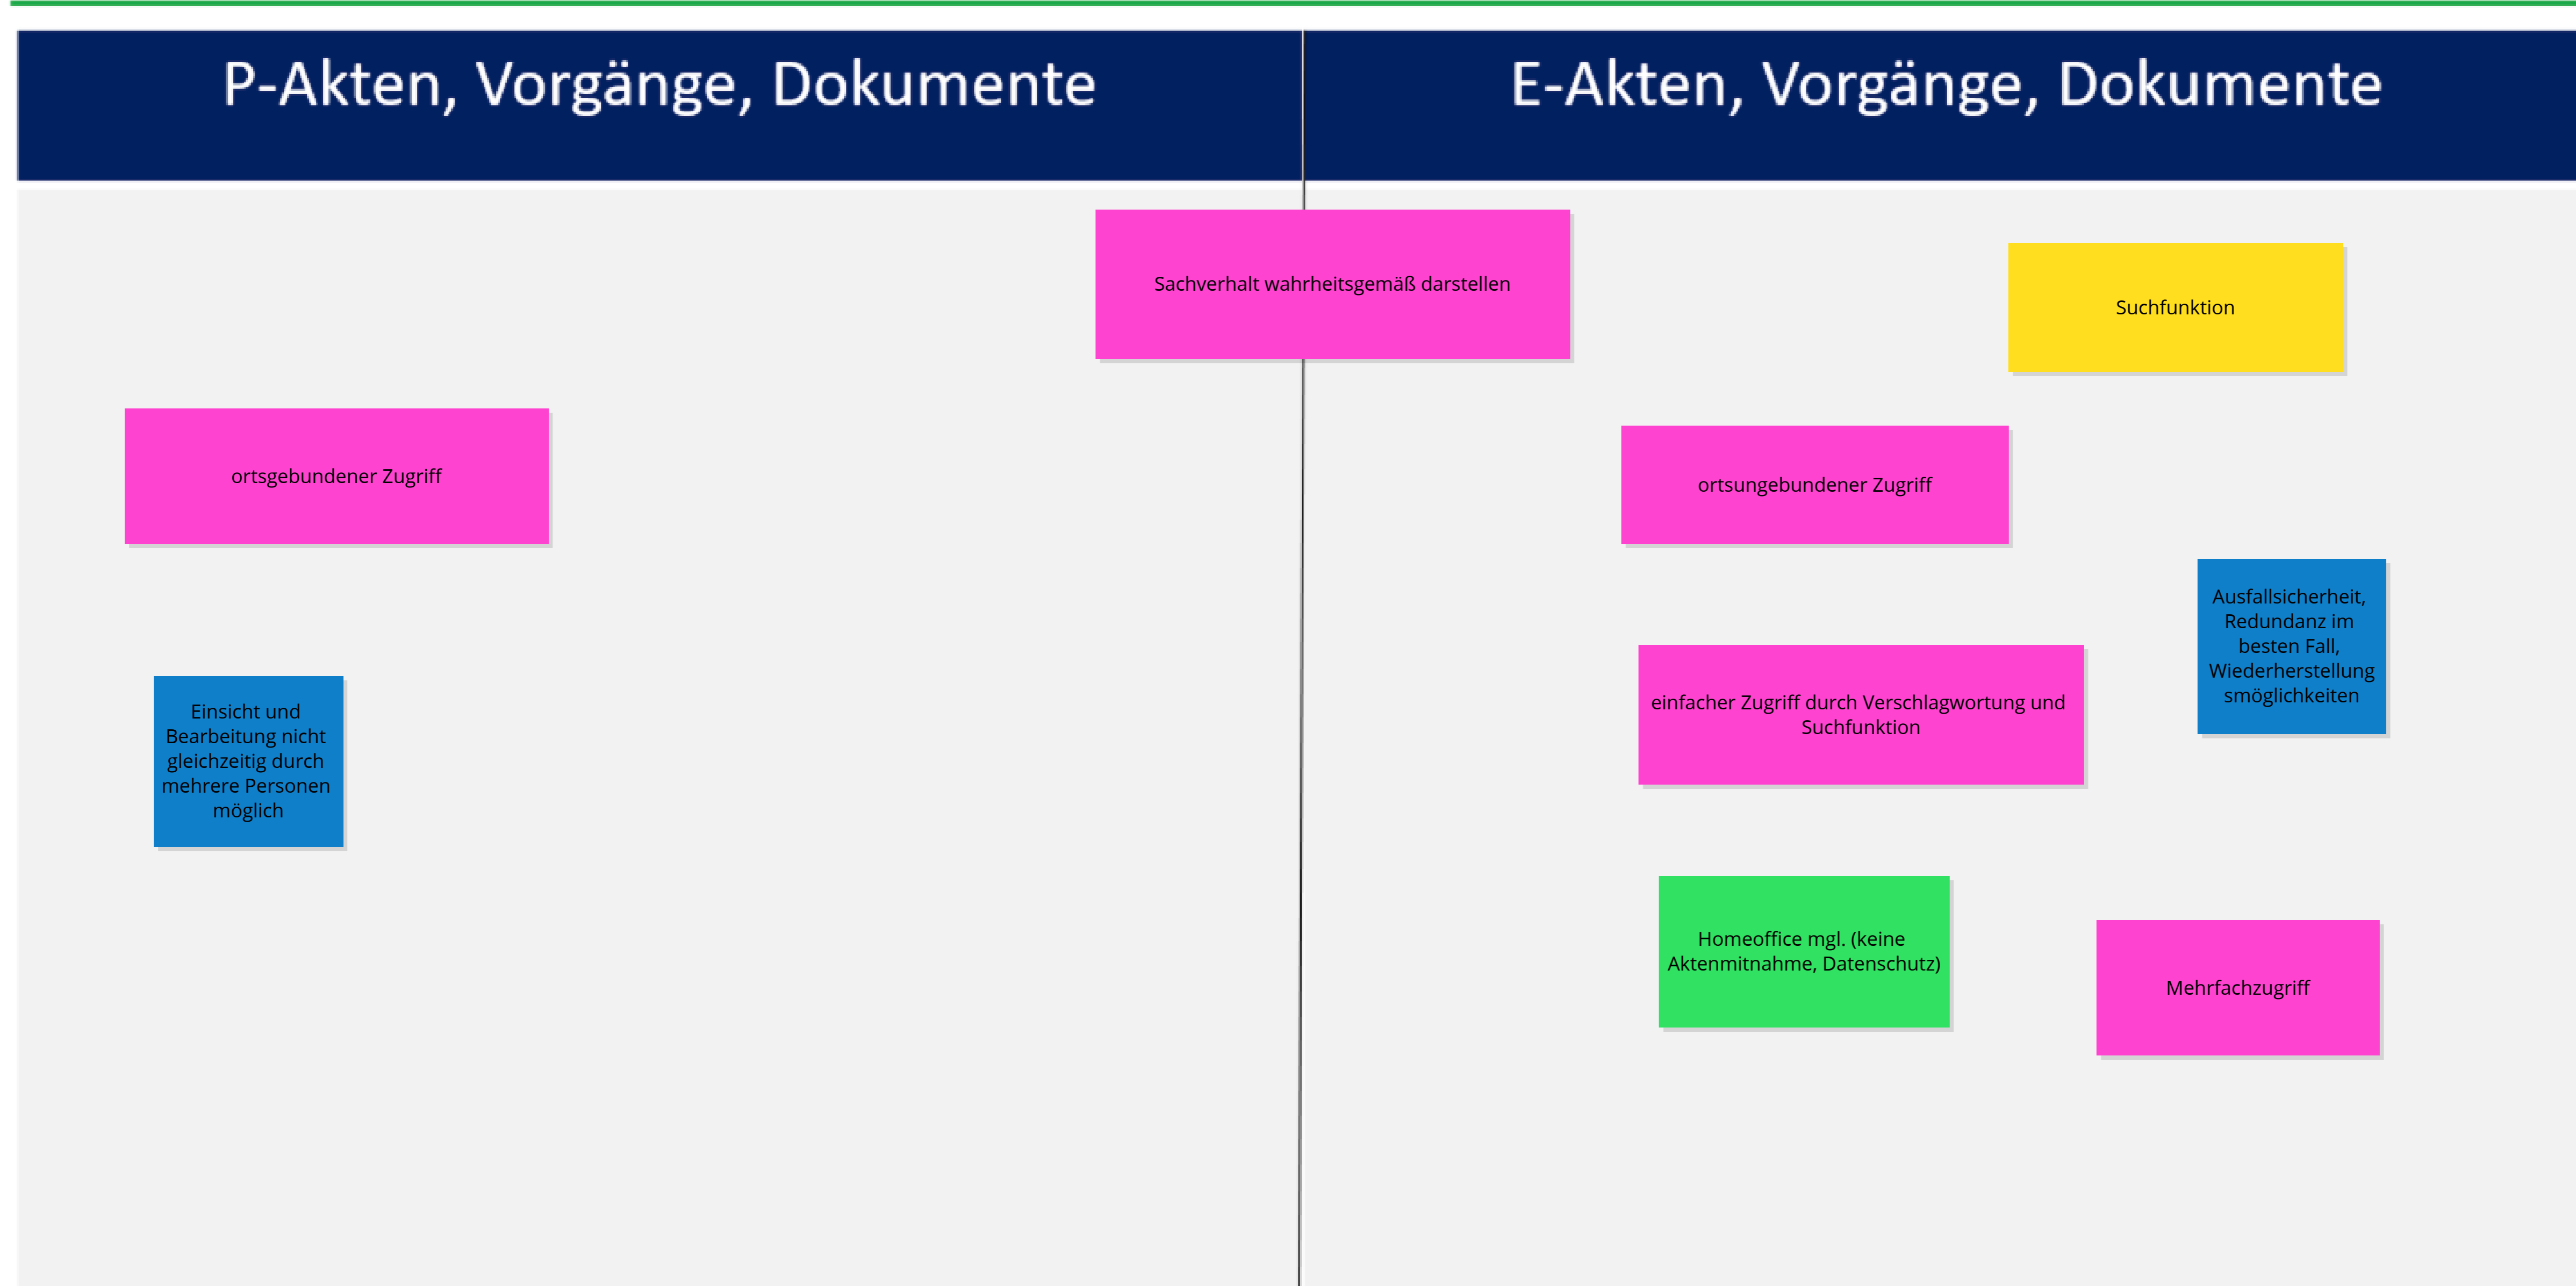 P-Akten, Vorgänge, Dokumente
E-Akten, Vorgänge, Dokumente
Sachverhalt wahrheitsgemäß darstellen
Suchfunktion
ortsgebundener Zugriff
ortsungebundener Zugriff
Ausfallsicherheit,
Redundanz im
besten Fall,
Wiederherstellung
smöglichkeiten
einfacher Zugriff durch Verschlagwortung und
Suchfunktion
Einsicht und
Bearbeitung nicht
gleichzeitig durch
mehrere Personen
möglich
Homeoffice mgl. (keine
Aktenmitnahme, Datenschutz)
Mehrfachzugriff